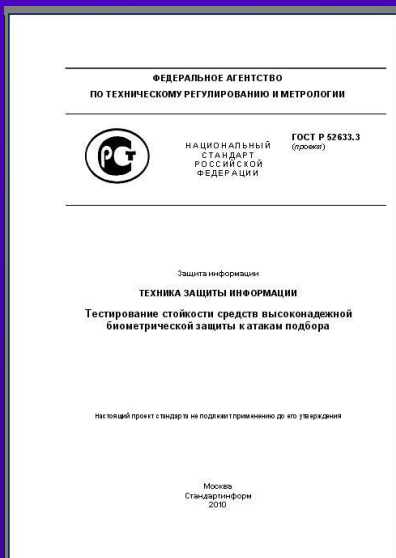 ФЕДЕРАЛЬНОЕ АГЕНТСТВО
ПО ТЕХНИЧЕСКОМУ РЕГУЛИРОВАНИЮ И МЕТРОЛОГИИ
РСТ
НАЦИОНАЛЬНЫЙ
СТАНДАРТ
РОССИЙСКОЙ
ФЕДЕРАЦИИ
ГОСТ Р 52633.3
(проект)
Защита информации
ТЕХНИКА ЗАЩИТЫ ИНФОРМАЦИИ
Тестирование стойкости средств высоконадежной
биометрической защиты к атакам подбора
Настоящий проект стандарта не подлежит применению до его утверждения
Москва
Стандартинформ
2010